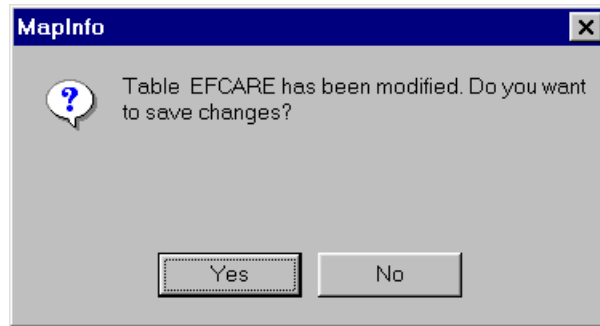 MapInfo
Table EFCARE has been modified. Do you want
to save changes?
Yes
No